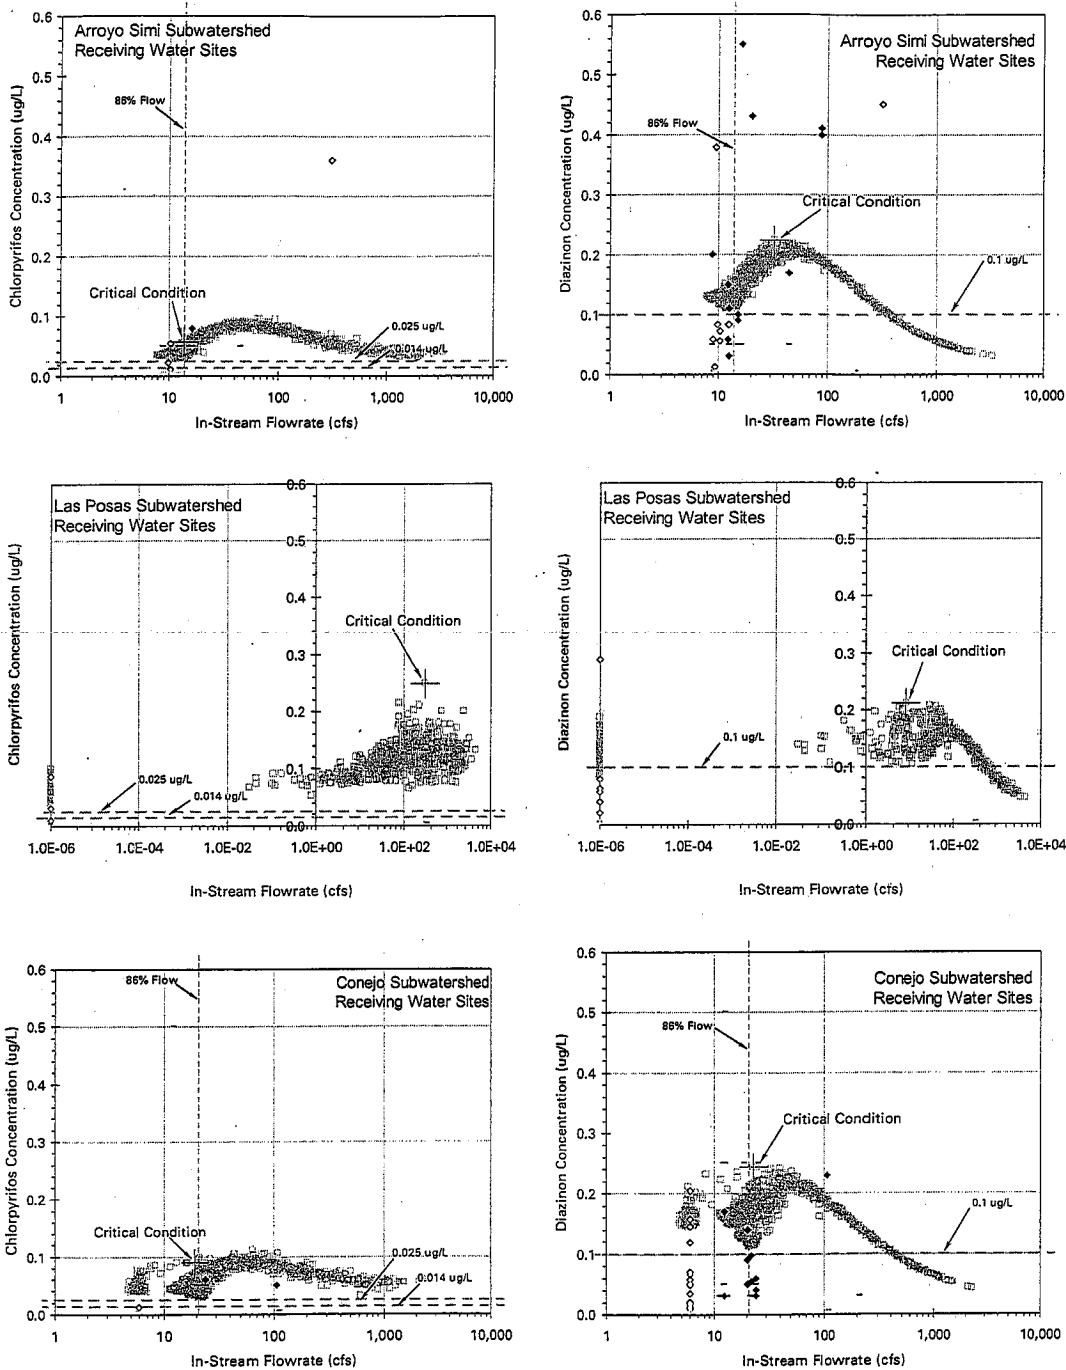 Arroyo Simi Subwatershed
Receiving Water Sites
86% Flow
Critical Condition
0.025 ug/L
0.014 ug/L
Chlorpyrifos Concentration (ug/L)
0.6
0.5
0.4
0.3
0.2
0.1
0.0
1
10
100
1,000
10,000
In-Stream Flowrate (cfs)
Arroyo Simi Subwatershed
Receiving Water Sites
86% Flow
Critical Condition
0.1 ug/L
Diazinon Concentration (ug/L)
0.6
0.5
0.4
0.3
0.2
0.1
0.0
1
10
100
1,000
10,000
In-Stream Flowrate (cfs)
Las Posas Subwatershed
Receiving Water Sites
Critical Condition
0.025 ug/L
0.014 ug/L
Chlorpyrifos Concentration (ug/L)
0.6
0.5
0.4
0.3
0.2
0.1
0.0
1.0E-06
1.0E-04
1.0E-02
1.0E+00
1.0E+02
1.0E+04
In-Stream Flowrate (cfs)
Las Posas Subwatershed
Receiving Water Sites
Critical Condition
0.1 ug/L
Diazinon Concentration (ug/L)
0.6
0.5
0.4
0.3
0.2
0.1
0.0
1.0E-06
1.0E-04
1.0E-02
1.0E+00
1.0E+02
1.0E+04
In-Stream Flowrate (cfs)
Conejo Subwatershed
Receiving Water Sites
86% Flow
Critical Condition
0.025 ug/L
0.014 ug/L
Chlorpyrifos Concentration (ug/L)
0.6
0.5
0.4
0.3
0.2
0.1
0.0
1
10
100
1,000
10,000
In-Stream Flowrate (cfs)
Conejo Subwatershed
Receiving Water Sites
86% Flow
Critical Condition
0.1 ug/L
Diazinon Concentration (ug/L)
0.6
0.5
0.4
0.3
0.2
0.1
0.0
1
10
100
1,000
10,000
In-Stream Flowrate (cfs)